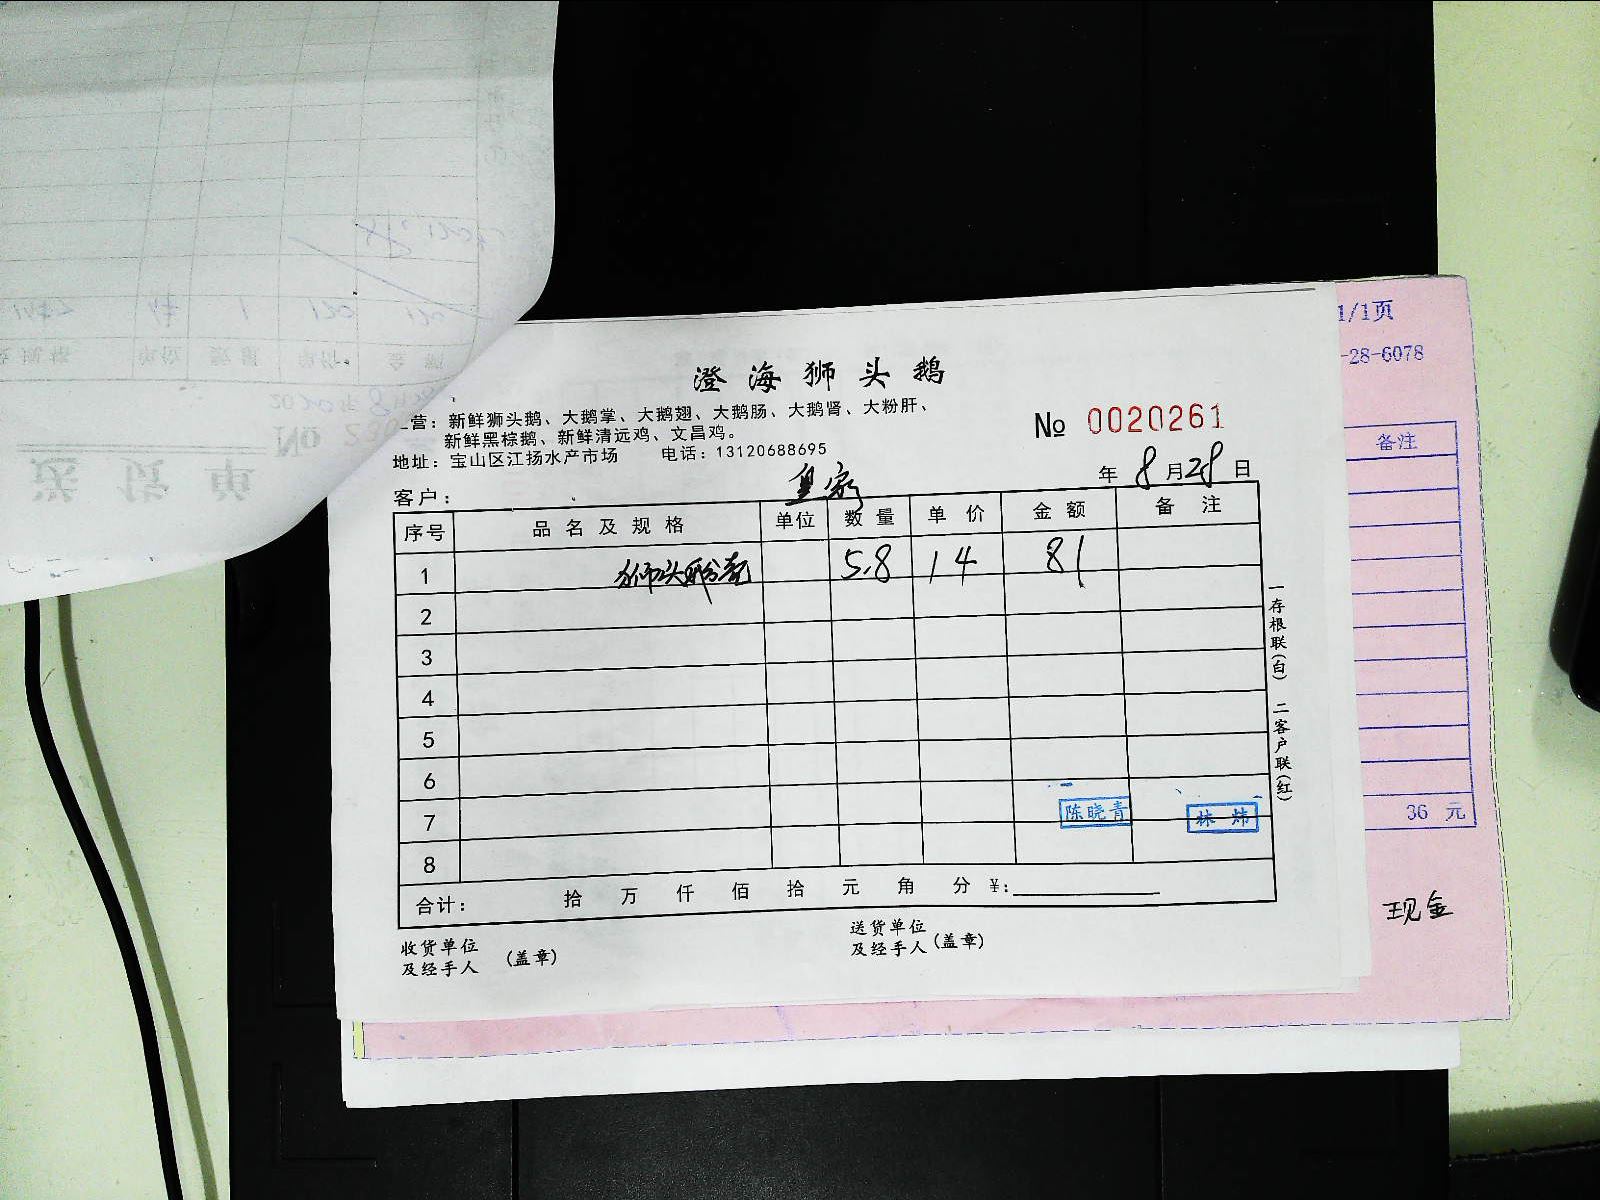 澄海狮头鹅
营：新鲜狮头鹅、大鹅掌、大鹅翅、大鹅肠、大鹅肾、大粉肝、
新鲜黑棕鹅、新鲜清远鸡、文昌鸡。
地址：宝山区江扬水产市场 电话：13120688695
№ 0020261
客户： 皇家 年 8 月 28 日
序号 品名及规格 单位 数量 单价 金额 备注
1 狮头鹅 5.8 14 81
2
3
4
5
6
7
8
陈晓青 林炜
合计： 拾 万 仟 佰 拾 元 角 分 ¥：
收货单位
及经手人 （盖章）
送货单位
及经手人（盖章）
一存根联（白） 二客户联（红）
1/1页
-28-6078
备注
36 元
现金
送货单
№